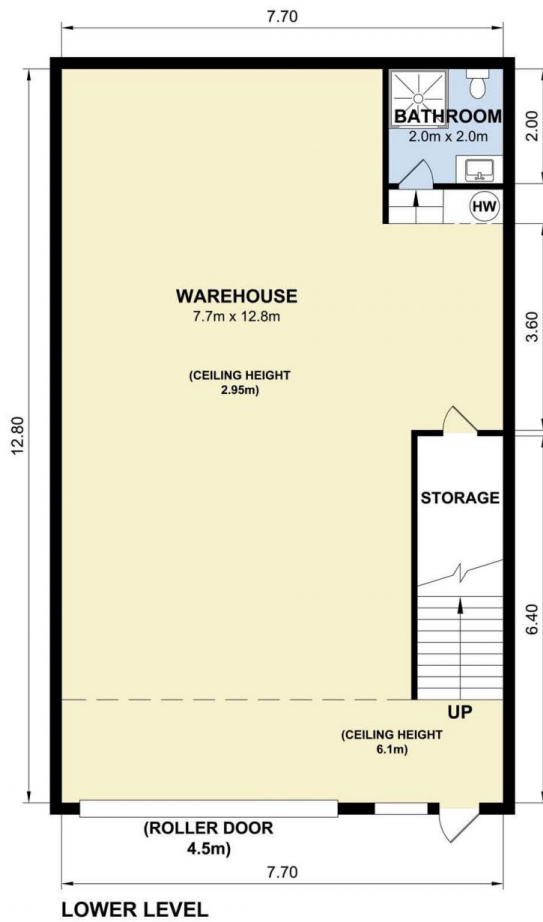 7.70
BATHROOM
2.0m x 2.0m
2.00
HW
WAREHOUSE
7.7m x 12.8m
3.60
(CEILING HEIGHT
2.95m)
12.80
STORAGE
6.40
UP
(CEILING HEIGHT
6.1m)
(ROLLER DOOR
4.5m)
7.70
LOWER LEVEL